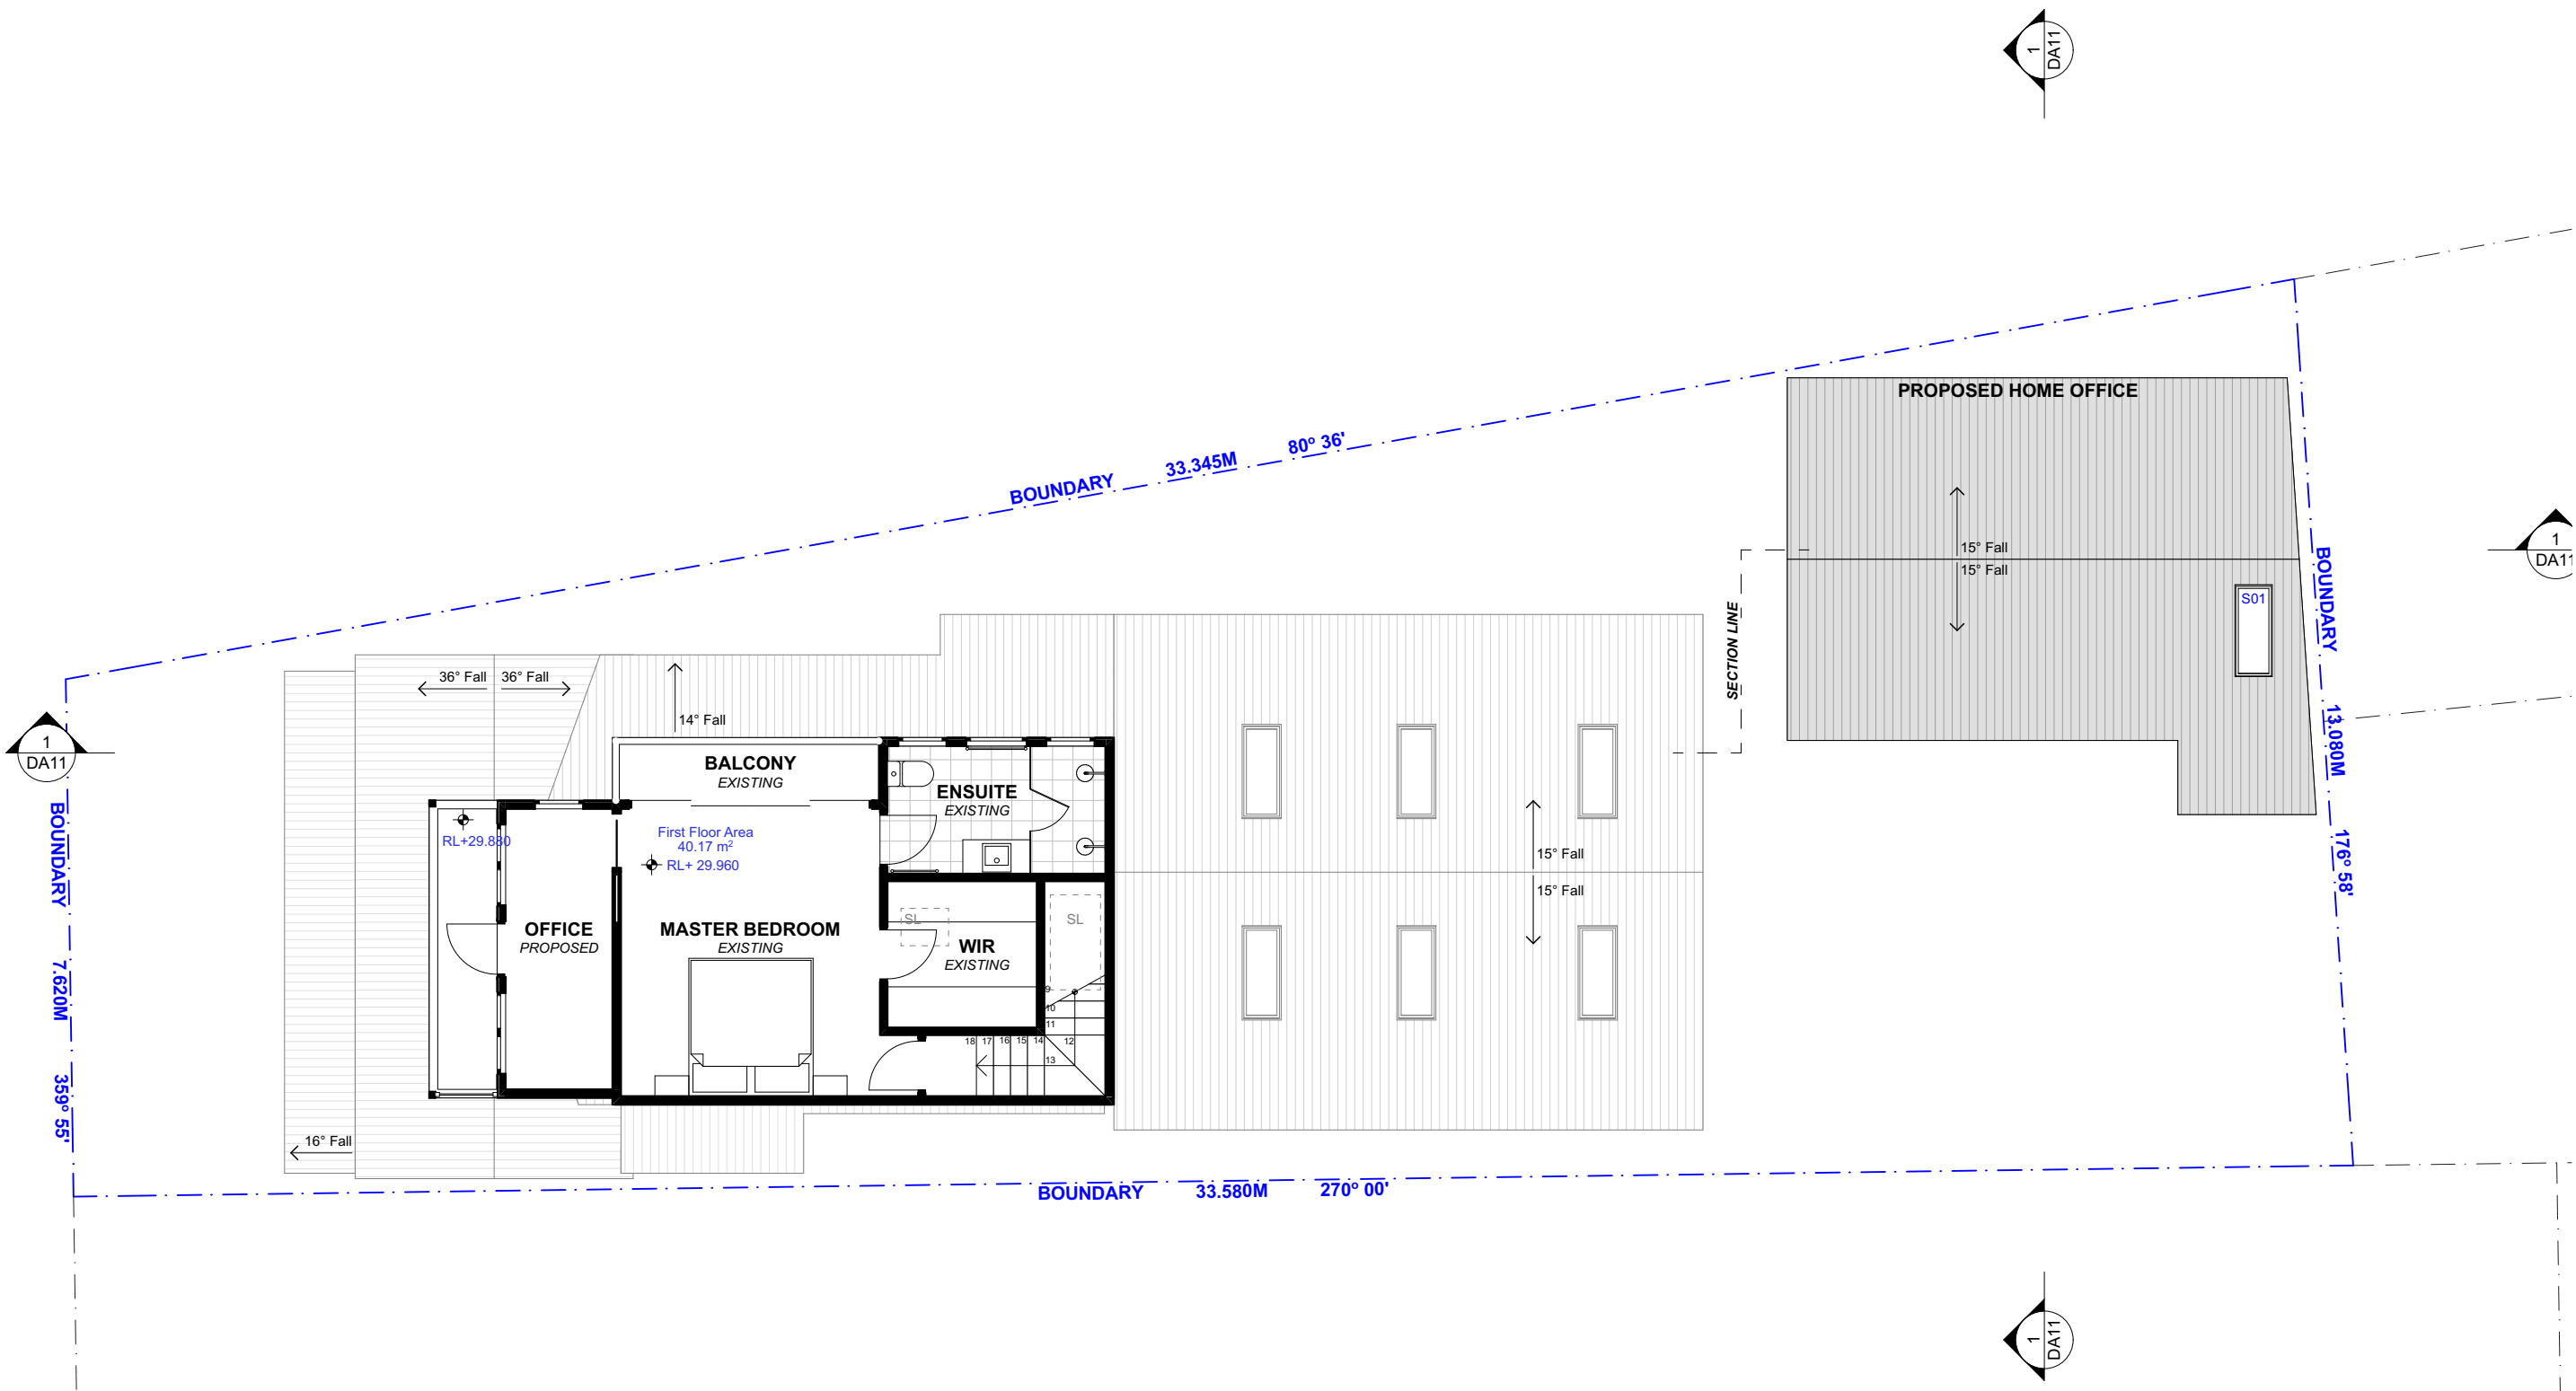 1
DA11
PROPOSED HOME OFFICE
BOUNDARY 33.345M 80º 36'
15° Fall
15° Fall
S01
1
DA11
BOUNDARY 13.080M 176º 58'
SECTION LINE
36° Fall 36° Fall
14° Fall
1
DA11
BALCONY
EXISTING
ENSUITE
EXISTING
RL+29.880
First Floor Area
40.17 m²
RL+ 29.960
15° Fall
15° Fall
BOUNDARY 7.620M 359º 55'
OFFICE
PROPOSED
MASTER BEDROOM
EXISTING
SL
WIR
EXISTING
SL
9
10
11
18 17 16 15 14 12
13
16° Fall
BOUNDARY 33.580M 270º 00'
1
DA11